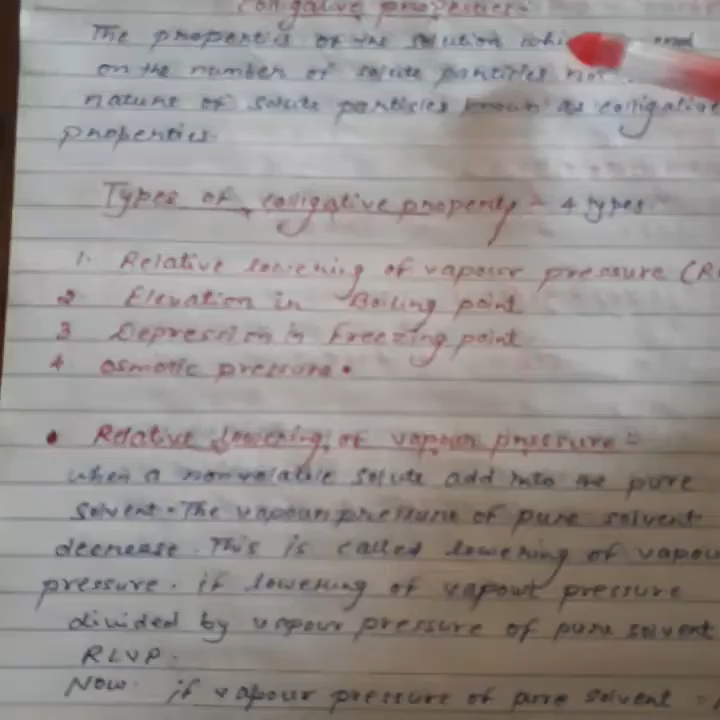 Colligative properties:
The properties of the solution
on the number of solute particles not
nature of solute particles known as colligative
properties.
Types of colligative property - 4 types.
1. Relative lowering of vapour pressure (R
2 Elevation in Boiling point
3 Depression in Freezing point
4 osmotic pressure.
• Relative lowering of vapour pressure =
when a nonvolatile solute add into the pure
solvent. The vapour pressure of pure solvent
decrease. This is called lowering of vapou
pressure. if lowering of vapour pressure
divided by vapour pressure of pure solvent
RLVP.
Now. if vapour pressure of pure solvent =